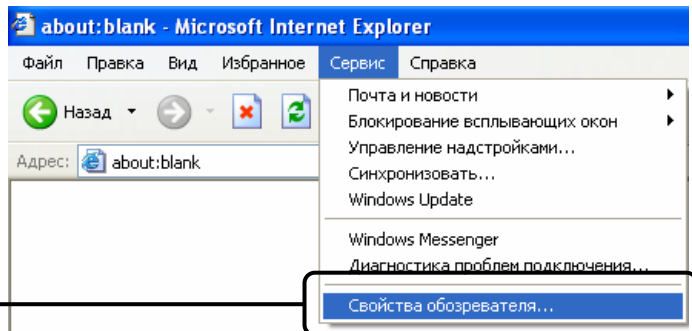 about:blank - Microsoft Internet Explorer
Файл Правка Вид Избранное Сервис Справка
Назад
Адрес: about:blank
Почта и новости
Блокирование всплывающих окон
Управление надстройками...
Синхронизовать...
Windows Update
Windows Messenger
Диагностика проблем подключения...
Свойства обозревателя...